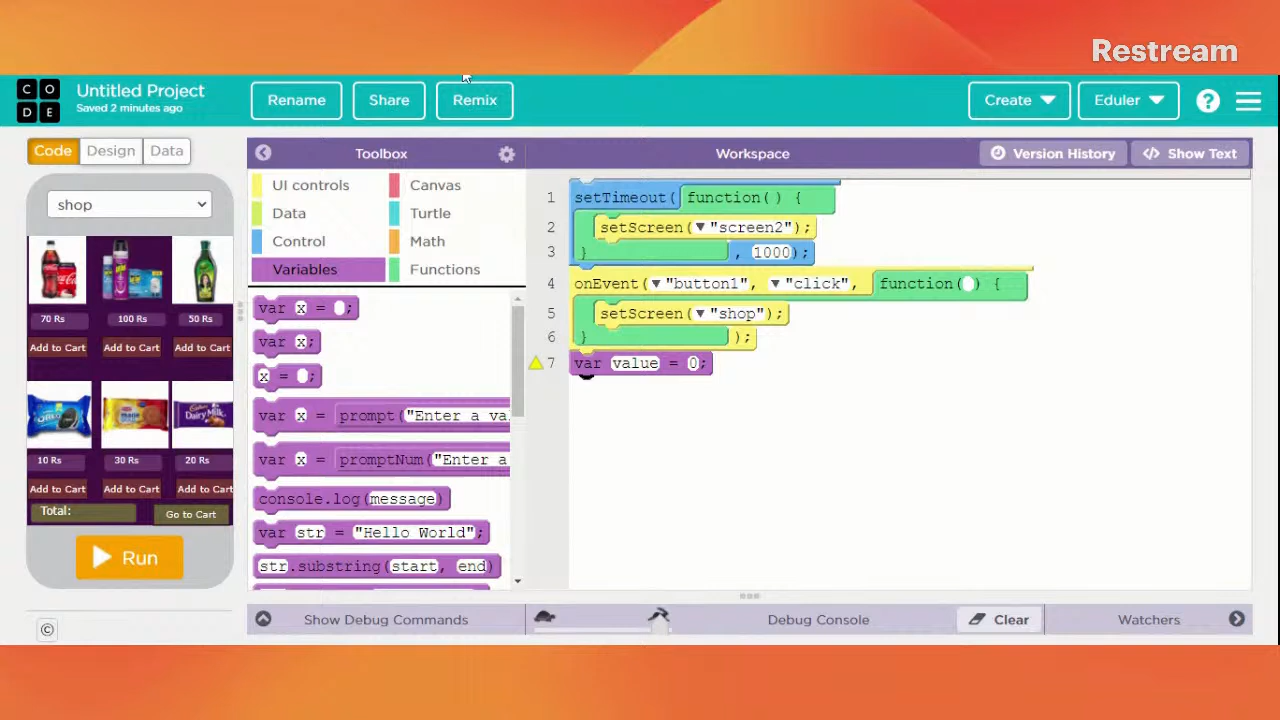 Restream
CODE
Untitled Project
Saved 2 minutes ago
Rename
Share
Remix
Create
Eduler
?
Code
Design
Data
Toolbox
Workspace
Version History
Show Text
shop
70 Rs
100 Rs
50 Rs
Add to Cart
Add to Cart
Add to Cart
Dairy Milk
10 Rs
30 Rs
20 Rs
Add to Cart
Add to Cart
Add to Cart
Total:
Go to Cart
Run
©
UI controls
Canvas
Data
Turtle
Control
Math
Variables
Functions
var x = ;
var x;
x = ;
var x = prompt("Enter a va
var x = promptNum("Enter a
console.log(message)
var str = "Hello World";
str.substring(start, end)
1 setTimeout( function() {
2 setScreen( "screen2");
3 } , 1000);
4 onEvent( "button1", "click", function( ) {
5 setScreen( "shop");
6 } );
7 var value = 0;
Show Debug Commands
Debug Console
Clear
Watchers